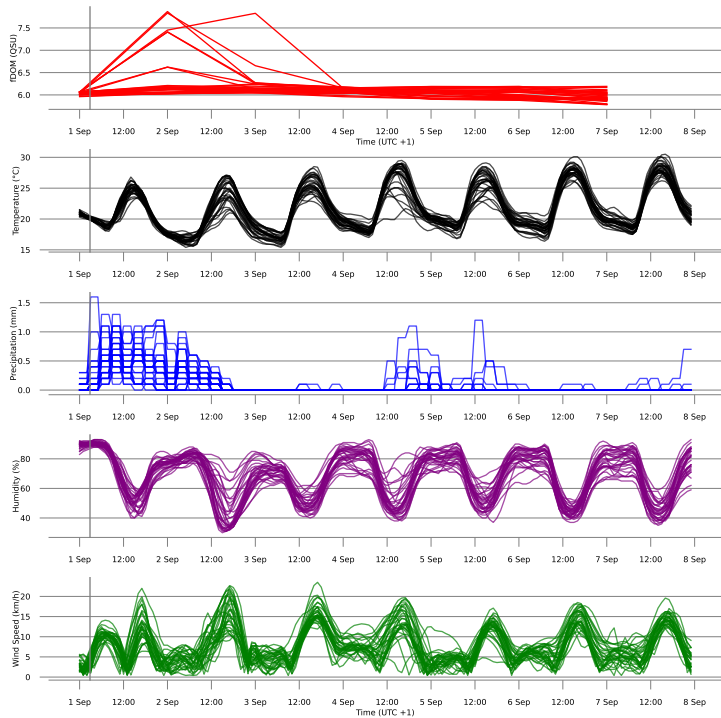 7.5
7.0
6.5
6.0
fDOM (QSU)
1 Sep 12:00 2 Sep 12:00 3 Sep 12:00 4 Sep 12:00 5 Sep 12:00 6 Sep 12:00 7 Sep 12:00 8 Sep
Time (UTC +1)
30
25
20
15
Temperature (°C)
1 Sep 12:00 2 Sep 12:00 3 Sep 12:00 4 Sep 12:00 5 Sep 12:00 6 Sep 12:00 7 Sep 12:00 8 Sep
1.5
1.0
0.5
0.0
Precipitation (mm)
1 Sep 12:00 2 Sep 12:00 3 Sep 12:00 4 Sep 12:00 5 Sep 12:00 6 Sep 12:00 7 Sep 12:00 8 Sep
80
60
40
Humidity (%)
1 Sep 12:00 2 Sep 12:00 3 Sep 12:00 4 Sep 12:00 5 Sep 12:00 6 Sep 12:00 7 Sep 12:00 8 Sep
20
15
10
5
0
Wind Speed (km/h)
1 Sep 12:00 2 Sep 12:00 3 Sep 12:00 4 Sep 12:00 5 Sep 12:00 6 Sep 12:00 7 Sep 12:00 8 Sep
Time (UTC +1)